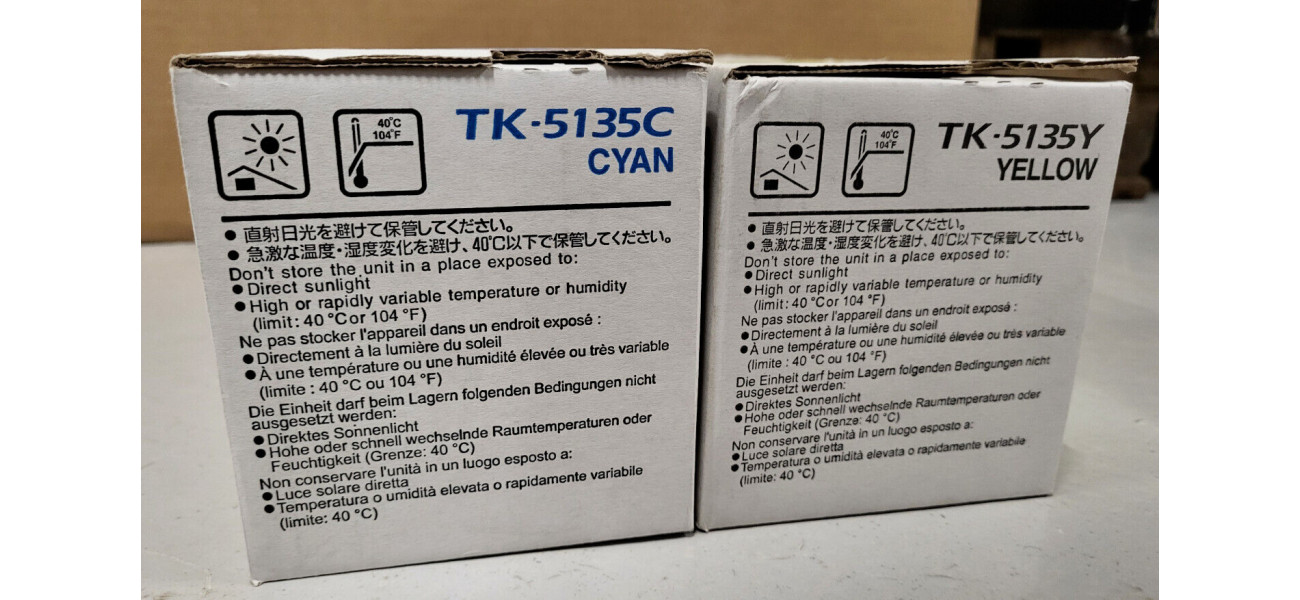 40°C
104°F
TK-5135C
CYAN
● 直射日光を避けて保管してください。
● 急激な温度・湿度変化を避け、40℃以下で保管してください。
Don't store the unit in a place exposed to:
● Direct sunlight
● High or rapidly variable temperature or humidity
(limit: 40 °C or 104 °F)
Ne pas stocker l'appareil dans un endroit exposé :
● Directement à la lumière du soleil
● À une température ou une humidité élevée ou très variable
(limite : 40 °C ou 104 °F)
Die Einheit darf beim Lagern folgenden Bedingungen nicht
ausgesetzt werden:
● Direktes Sonnenlicht
● Hohe oder schnell wechselnde Raumtemperaturen oder
Feuchtigkeit (Grenze: 40 °C)
Non conservare l'unità in un luogo esposto a:
● Luce solare diretta
● Temperatura o umidità elevata o rapidamente variabile
(limite: 40 °C)
40°C
104°F
TK-5135Y
YELLOW
● 直射日光を避けて保管してください。
● 急激な温度・湿度変化を避け、40℃以下で保管してください。
Don't store the unit in a place exposed to:
● Direct sunlight
● High or rapidly variable temperature or humidity
(limit: 40 °C or 104 °F)
Ne pas stocker l'appareil dans un endroit exposé :
● Directement à la lumière du soleil
● À une température ou une humidité élevée ou très variable
(limite : 40 °C ou 104 °F)
Die Einheit darf beim Lagern folgenden Bedingungen nicht
ausgesetzt werden:
● Direktes Sonnenlicht
● Hohe oder schnell wechselnde Raumtemperaturen oder
Feuchtigkeit (Grenze: 40 °C)
Non conservare l'unità in un luogo esposto a:
● Luce solare diretta
● Temperatura o umidità elevata o rapidamente variabile
(limite: 40 °C)